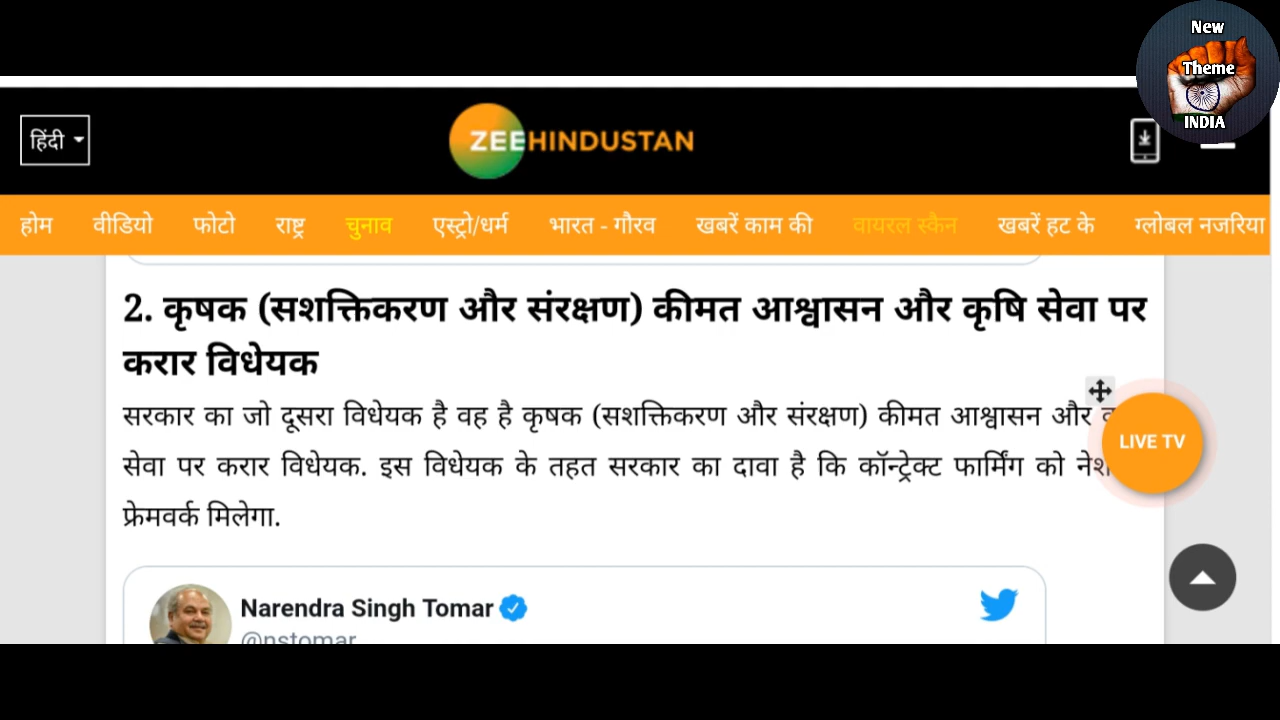 New
Theme
INDIA
हिंदी
ZEE HINDUSTAN
होम वीडियो फोटो राष्ट्र चुनाव एस्ट्रो/धर्म भारत - गौरव खबरें काम की वायरल स्कैन खबरें हट के ग्लोबल नजरिया
2. कृषक (सशक्तिकरण और संरक्षण) कीमत आश्वासन और कृषि सेवा पर
करार विधेयक
सरकार का जो दूसरा विधेयक है वह है कृषक (सशक्तिकरण और संरक्षण) कीमत आश्वासन और
सेवा पर करार विधेयक. इस विधेयक के तहत सरकार का दावा है कि कॉन्ट्रेक्ट फार्मिंग को
LIVE TV
फ्रेमवर्क मिलेगा.
Narendra Singh Tomar
@nstomar